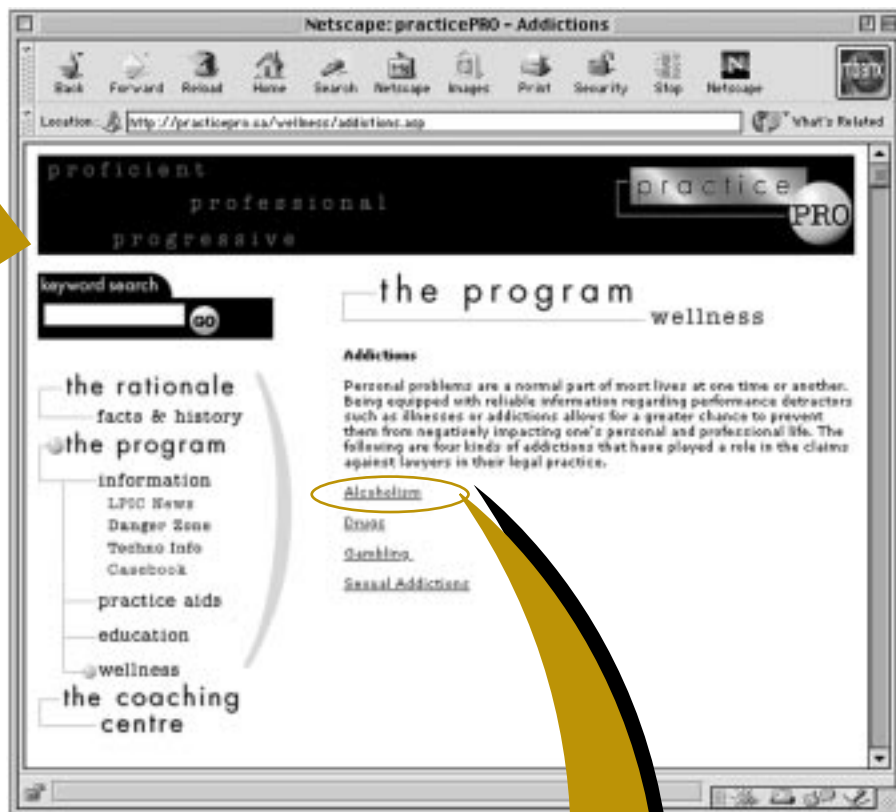 Netscape: practicePRO - Addictions
Back Forward Reload Home Search Netscape Images Print Security Stop Netscape
Location: http://practicepro.ca/wellness/addictions.asp What's Related
proficient
professional
progressive
practice
PRO
keyword search
GO
the program
wellness
the rationale
facts & history
the program
information
LPIC News
Danger Zone
Techno Info
Casebook
practice aids
education
wellness
the coaching
centre
Addictions
Personal problems are a normal part of most lives at one time or another.
Being equipped with reliable information regarding performance detractors
such as illnesses or addictions allows for a greater chance to prevent
them from negatively impacting one's personal and professional life. The
following are four kinds of addictions that have played a role in the claims
against lawyers in their legal practice.
Alcoholism
Drugs
Gambling
Sexual Addictions